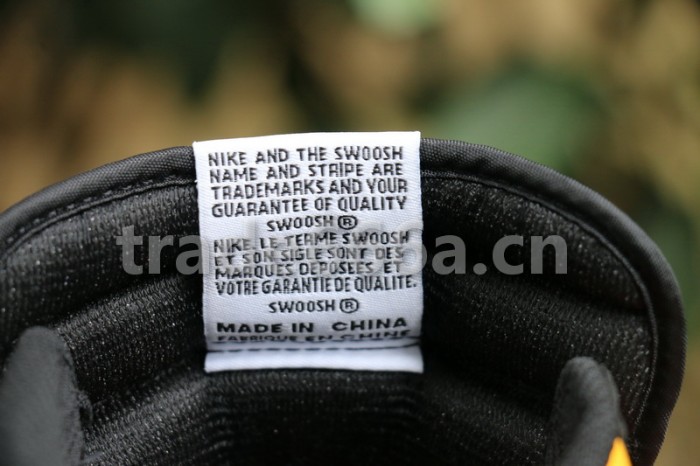 NIKE AND THE SWOOSH
NAME AND STRIPE ARE
TRADEMARKS AND YOUR
GUARANTEE OF QUALITY
SWOOSH®
NIKE. LE TERME SWOOSH
ET SON SIGLE SONT DES
MARQUES DEPOSEES, ET
VOTRE GARANTIE DE QUALITE.
SWOOSH®
MADE IN CHINA
FABRIQUE EN CHINE
.cn